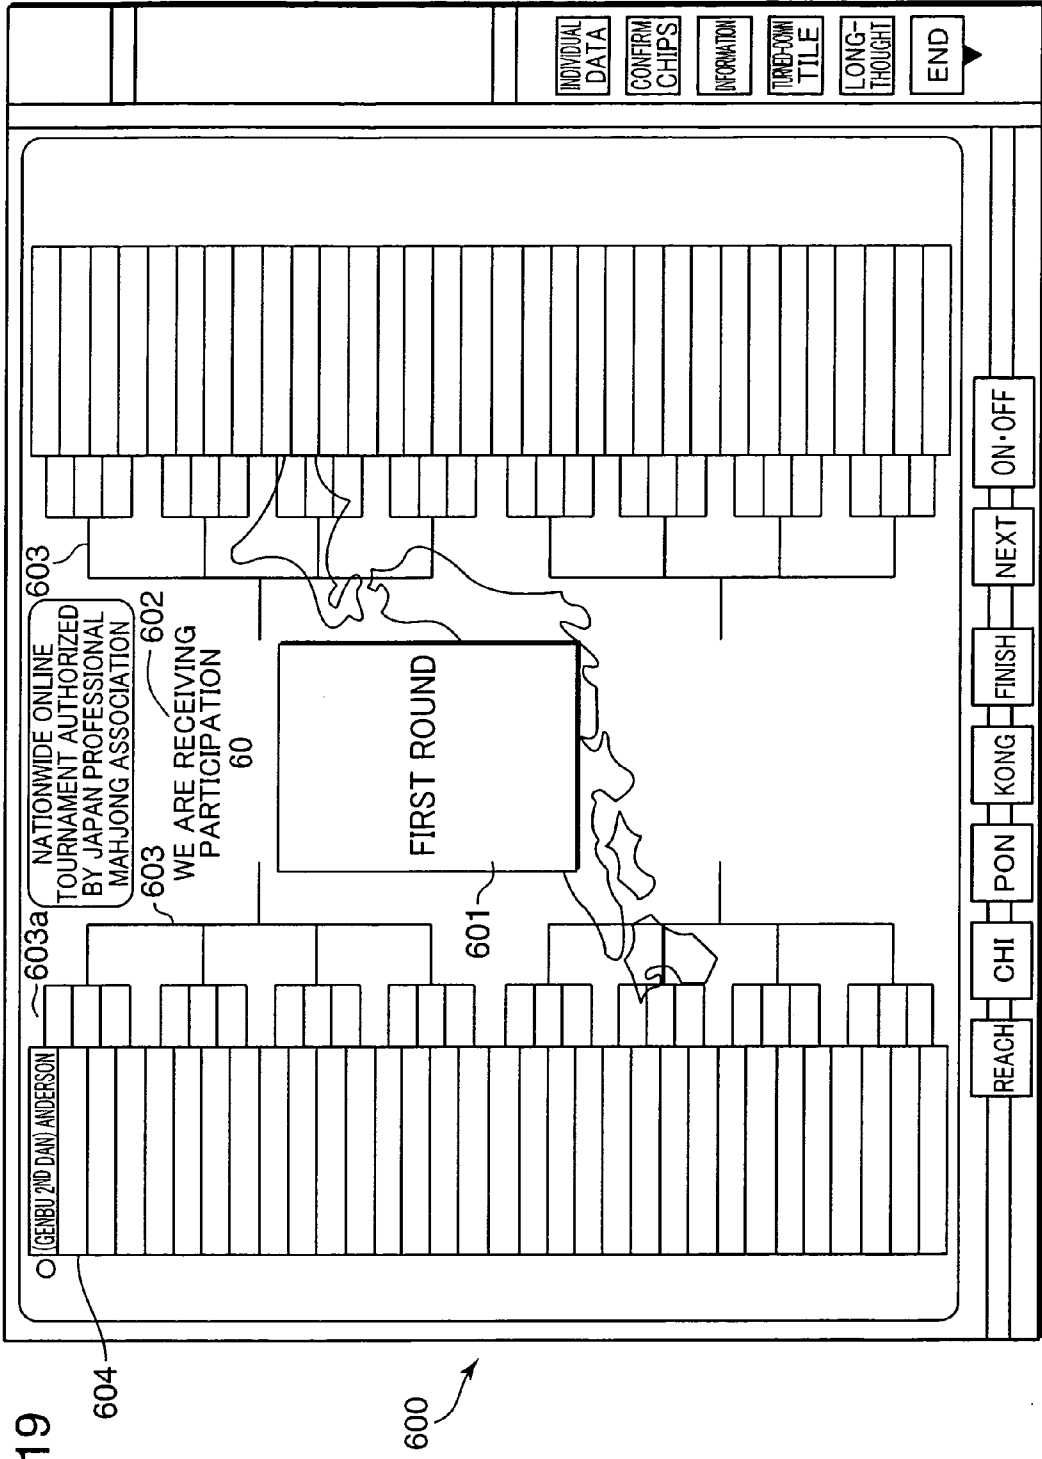 19
600
604
603a
(GENBU 2ND DAN) ANDERSON
NATIONWIDE ONLINE
TOURNAMENT AUTHORIZED
BY JAPAN PROFESSIONAL
MAHJONG ASSOCIATION
603
602
603
WE ARE RECEIVING
PARTICIPATION
60
FIRST ROUND
601
INDIVIDUAL
DATA
CONFIRM
CHIPS
INFORMATION
TURNED-DOWN
TILE
LONG-
THOUGHT
END
REACH
CHI
PON
KONG
FINISH
NEXT
ON·OFF